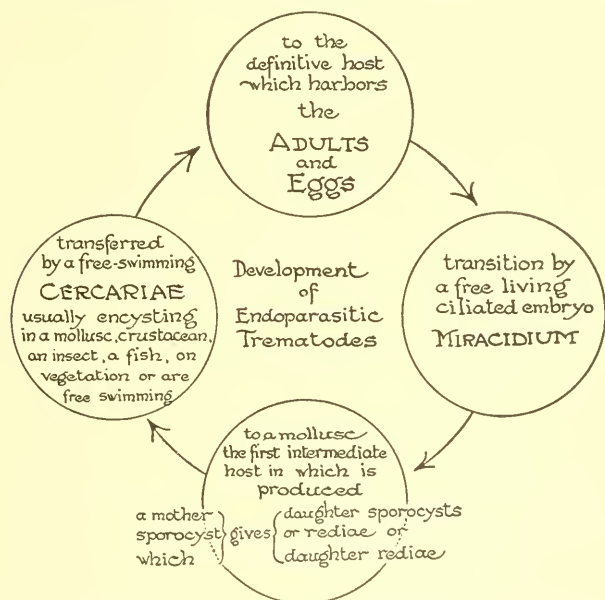 to the
definitive host
which harbors
the
ADULTS
and
Eggs
transition by
a free living
ciliated embryo
MIRACIDIUM
to a mollusc
the first intermediate
host in which is
produced
a mother
sporocyst
which
gives
daughter sporocysts
or rediae or
daughter rediae
transferred
by a free-swimming
CERCARIAE
usually encysting
in a mollusc, crustacean,
an insect, a fish, on
vegetation or are
free swimming
Development
of
Endoparasitic
Trematodes